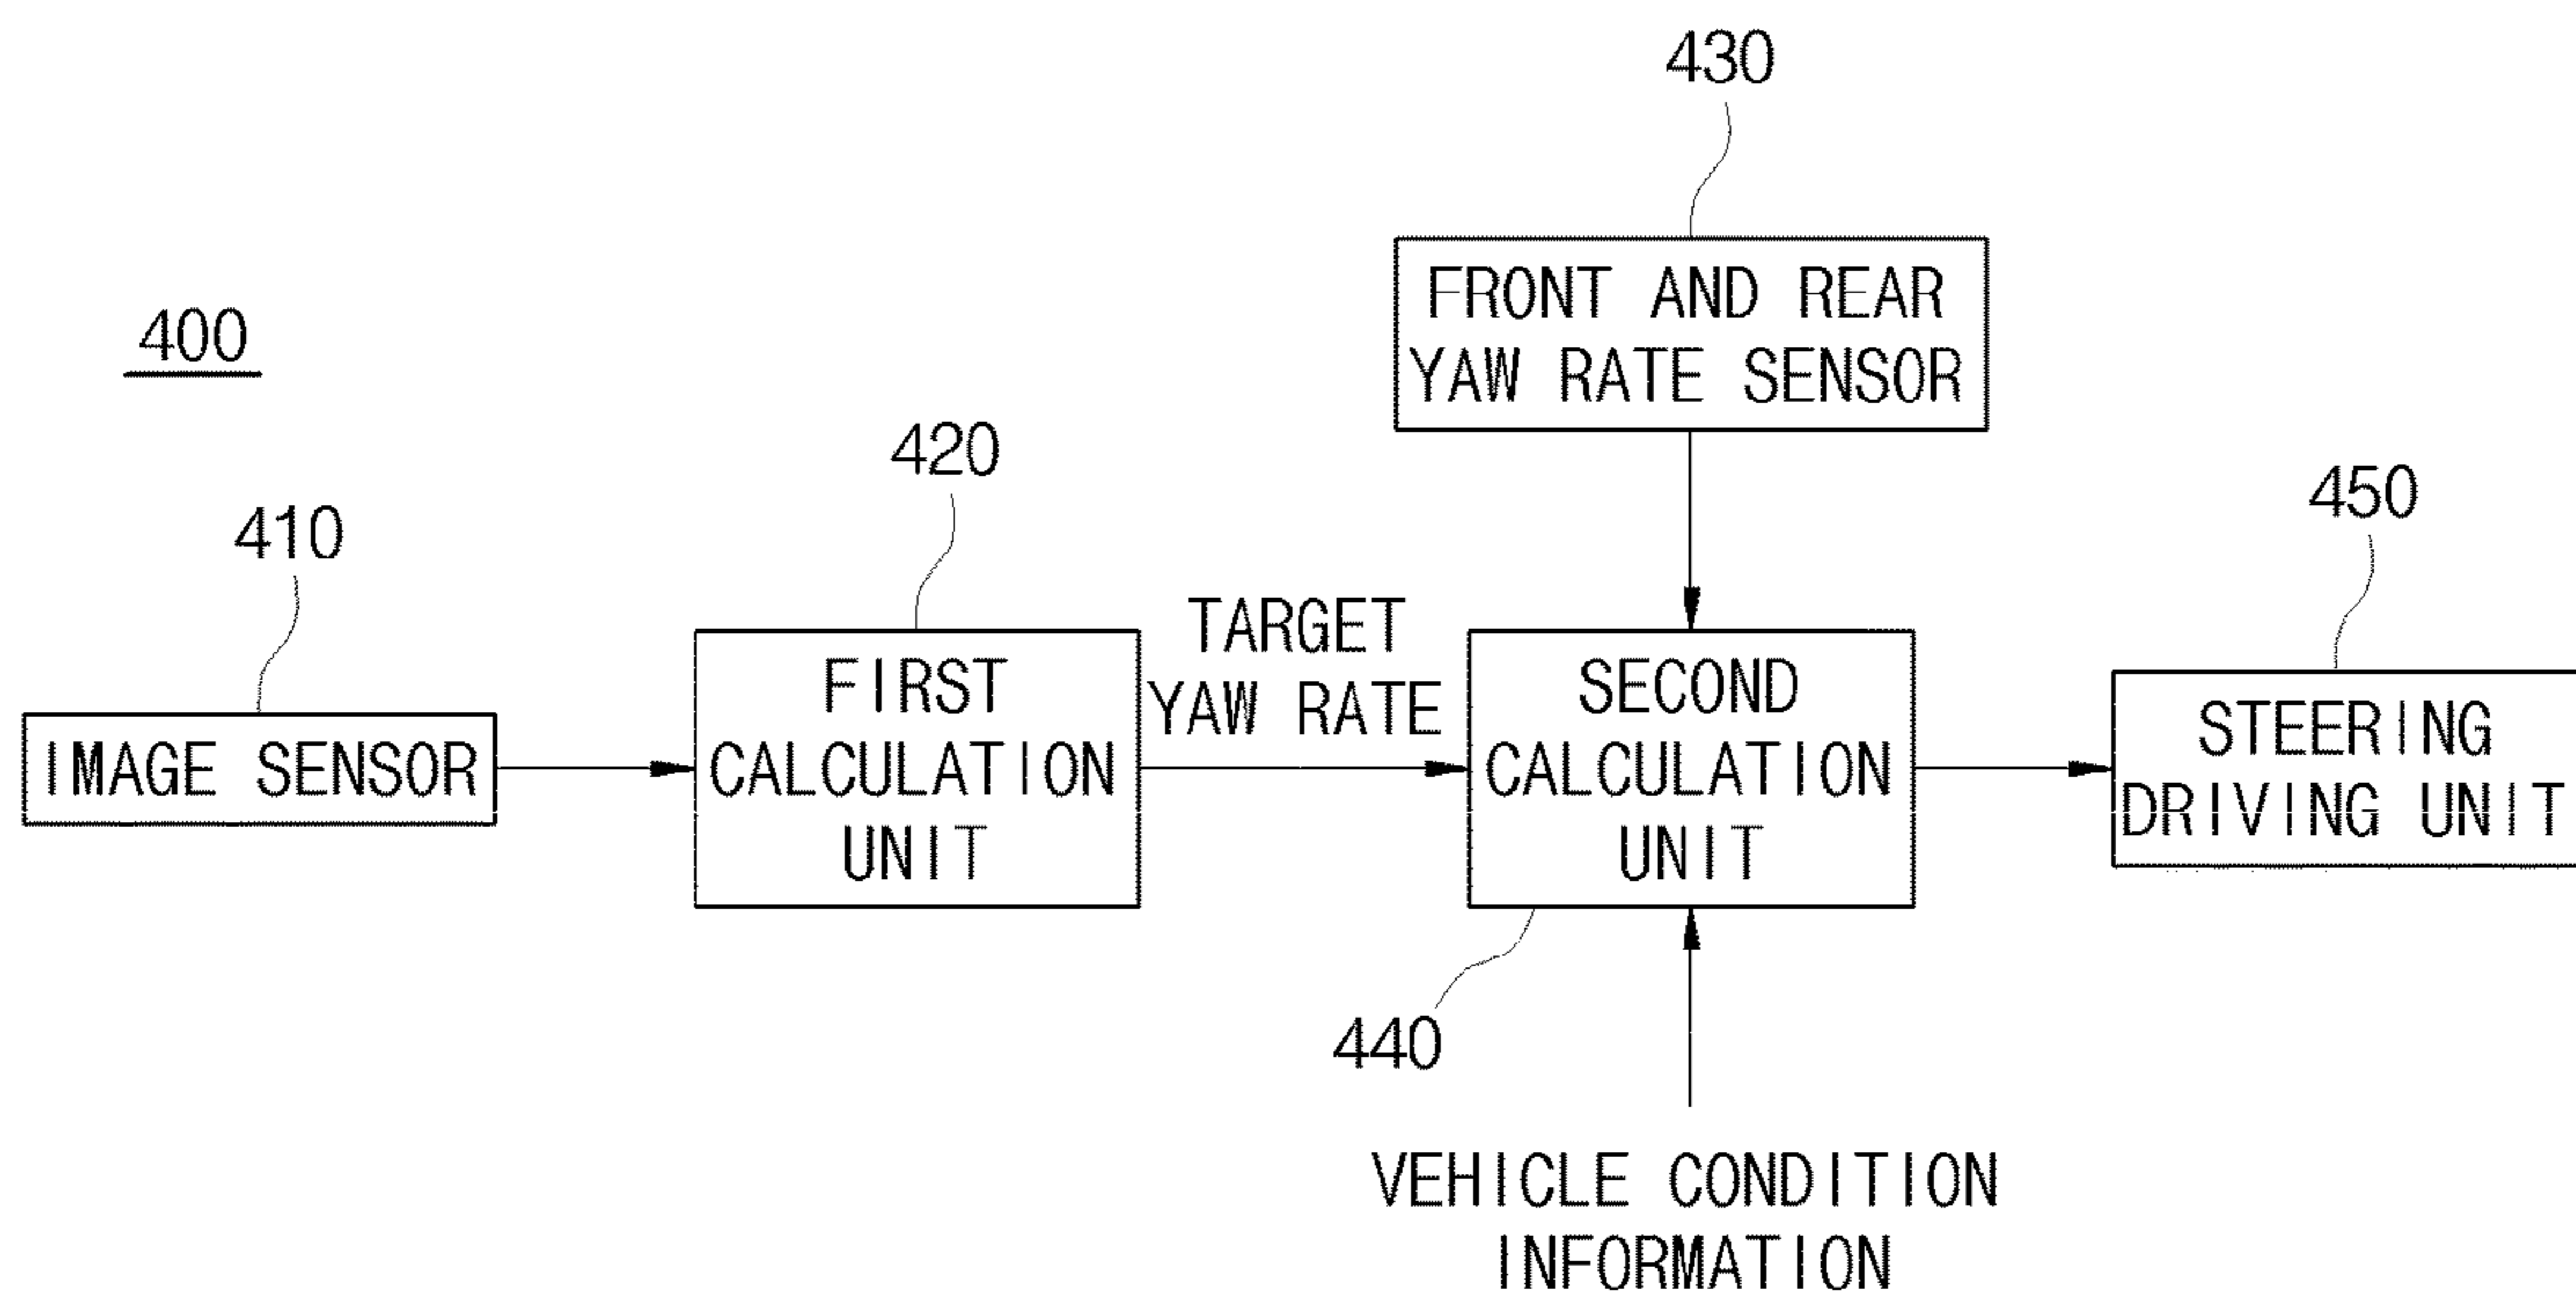 430
FRONT AND REAR
YAW RATE SENSOR
400
420
450
410
TARGET
YAW RATE
FIRST
CALCULATION
UNIT
SECOND
CALCULATION
UNIT
STEERING
DRIVING UNIT
IMAGE SENSOR
440
VEHICLE CONDITION
INFORMATION